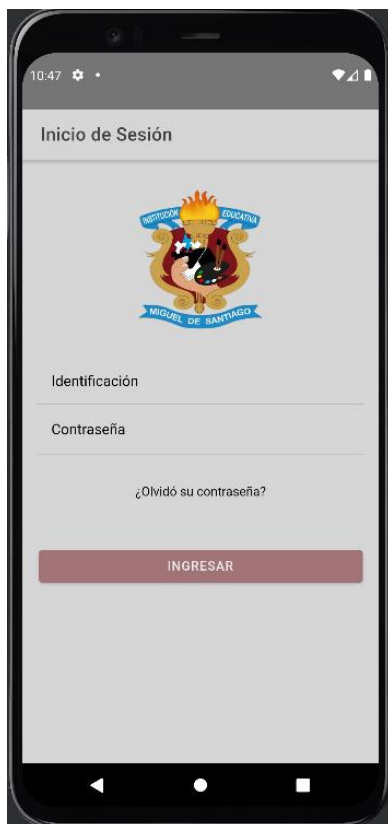 10:47
Inicio de Sesión
INSTITUCIÓN EDUCATIVA
MIGUEL DE SANTIAGO
Identificación
Contraseña
¿Olvidó su contraseña?
INGRESAR